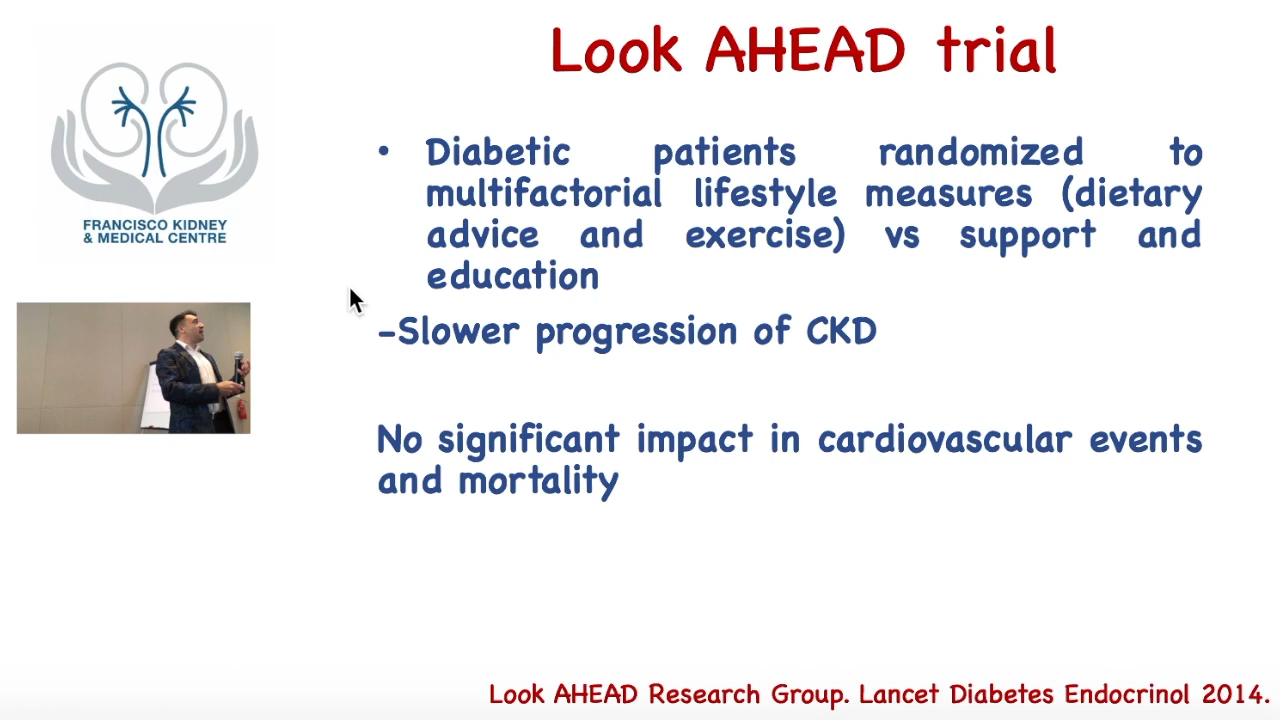 Look AHEAD trial
• Diabetic patients randomized to
multifactorial lifestyle measures (dietary
advice and exercise) vs support and
education
-Slower progression of CKD
No significant impact in cardiovascular events
and mortality
FRANCISCO KIDNEY
& MEDICAL CENTRE
Look AHEAD Research Group. Lancet Diabetes Endocrinol 2014.